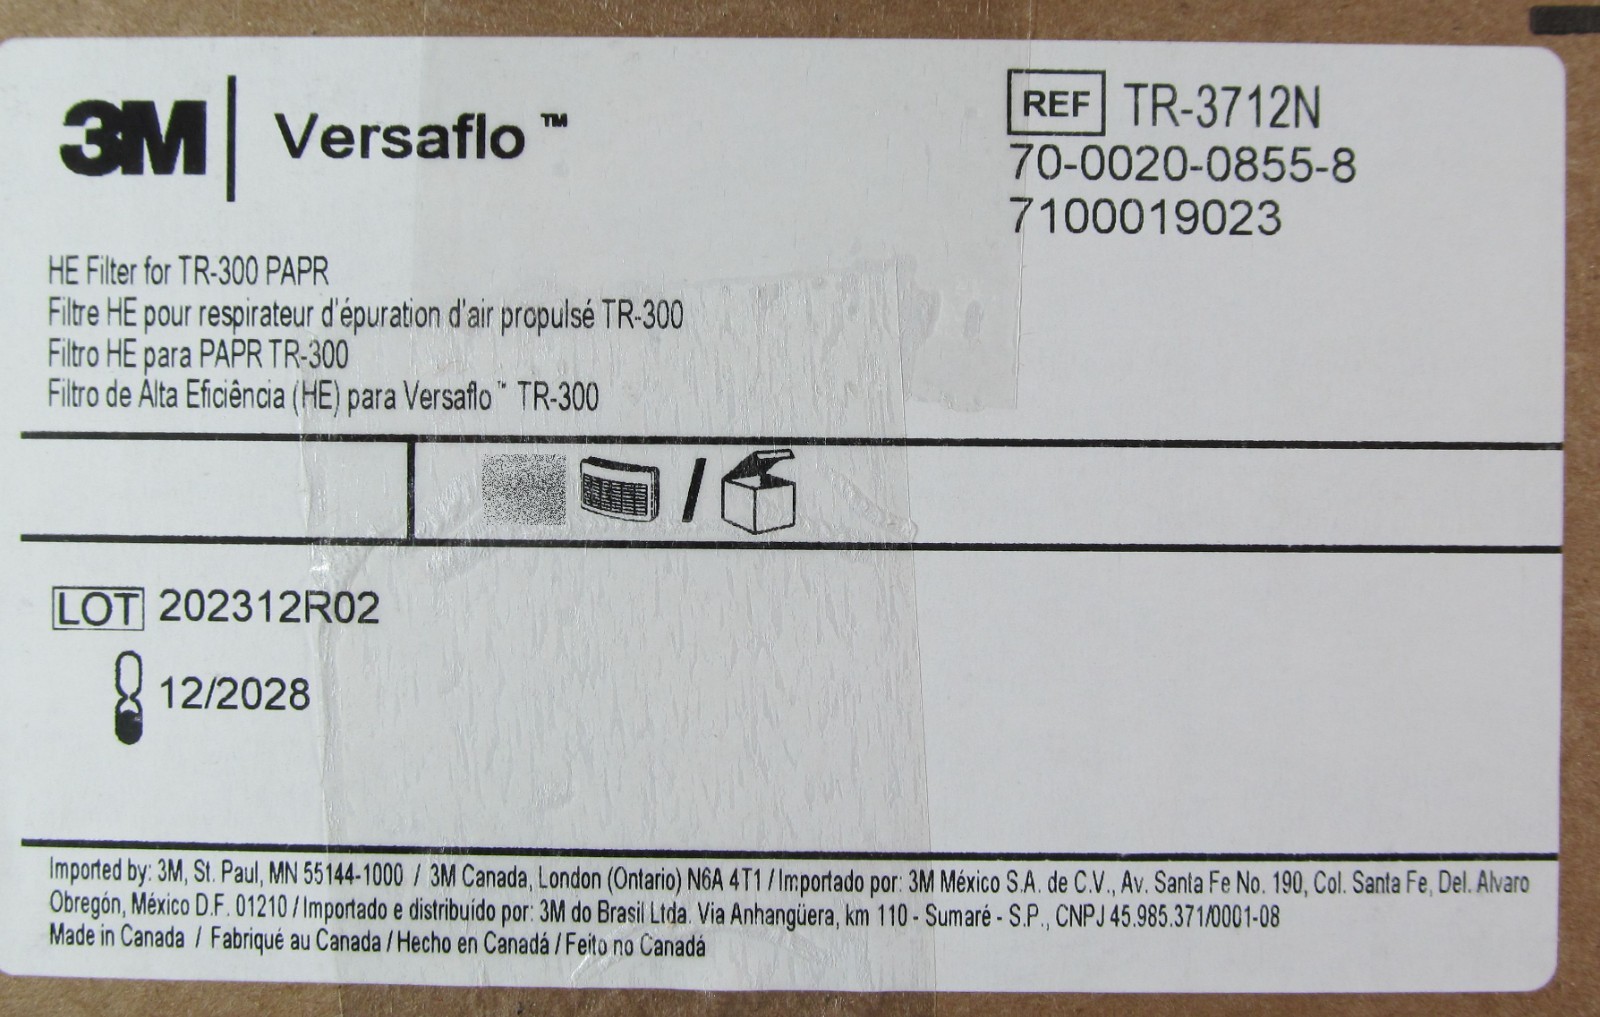 3M Versaflo™
REF TR-3712N
70-0020-0855-8
7100019023
HE Filter for TR-300 PAPR
Filtre HE pour respirateur d'épuration d'air propulsé TR-300
Filtro HE para PAPR TR-300
Filtro de Alta Eficiência (HE) para Versaflo™ TR-300
/
LOT 202312R02
12/2028
Imported by: 3M, St. Paul, MN 55144-1000 / 3M Canada, London (Ontario) N6A 4T1 / Importado por: 3M México S.A. de C.V., Av. Santa Fe No. 190, Col. Santa Fe, Del. Alvaro
Obregón, México D.F. 01210 / Importado e distribuído por: 3M do Brasil Ltda. Via Anhangüera, km 110 - Sumaré - S.P., CNPJ 45.985.371/0001-08
Made in Canada / Fabriqué au Canada / Hecho en Canadá / Feito no Canadá